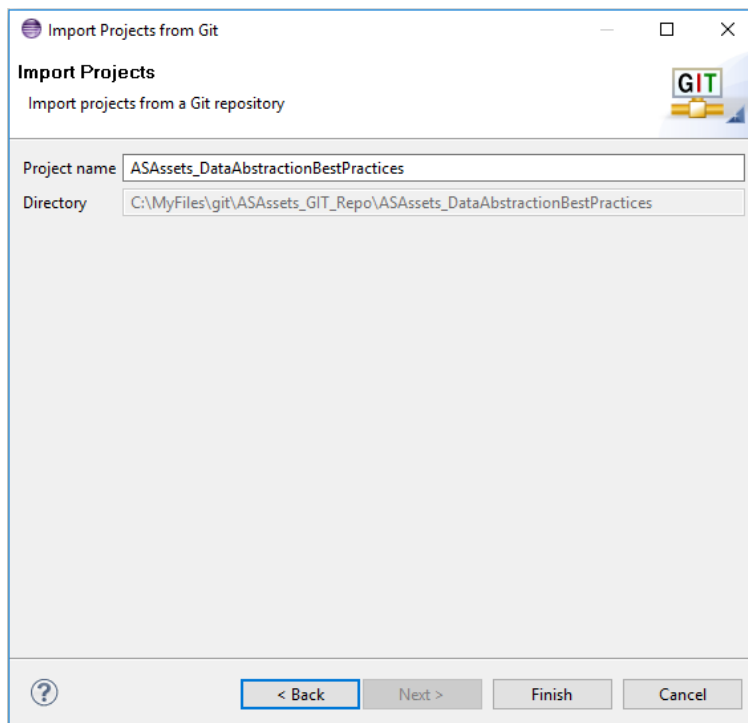 Import Projects from Git
Import Projects
Import projects from a Git repository
GIT
Project name ASAssets_DataAbstractionBestPractices
Directory C:\MyFiles\git\ASAssets_GIT_Repo\ASAssets_DataAbstractionBestPractices
? < Back Next > Finish Cancel